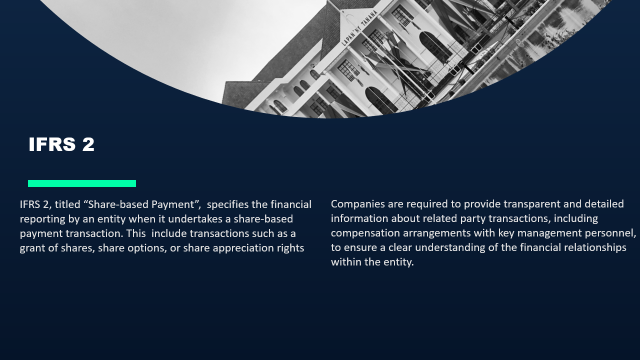 IFRS 2
IFRS 2, titled “Share-based Payment”, specifies the financial
reporting by an entity when it undertakes a share-based
payment transaction. This  include transactions such as a
grant of shares, share options, or share appreciation rights
Companies are required to provide transparent and detailed
information about related party transactions, including
compensation arrangements with key management personnel,
to ensure a clear understanding of the financial relationships
within the entity.